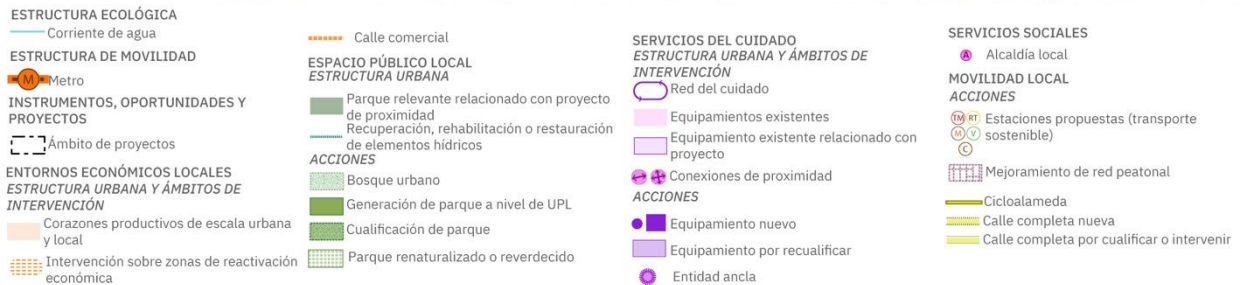 ESTRUCTURA ECOLÓGICA
Corriente de agua
ESTRUCTURA DE MOVILIDAD
M Metro
INSTRUMENTOS, OPORTUNIDADES Y
PROYECTOS
Ámbito de proyectos
ENTORNOS ECONÓMICOS LOCALES
ESTRUCTURA URBANA Y ÁMBITOS DE
INTERVENCIÓN
Corazones productivos de escala urbana
y local
Intervención sobre zonas de reactivación
económica
Calle comercial
ESPACIO PÚBLICO LOCAL
ESTRUCTURA URBANA
Parque relevante relacionado con proyecto
de proximidad
Recuperación, rehabilitación o restauración
de elementos hídricos
ACCIONES
Bosque urbano
Generación de parque a nivel de UPL
Cualificación de parque
Parque renaturalizado o reverdecido
SERVICIOS DEL CUIDADO
ESTRUCTURA URBANA Y ÁMBITOS DE
INTERVENCIÓN
Red del cuidado
Equipamientos existentes
Equipamiento existente relacionado con
proyecto
Conexiones de proximidad
ACCIONES
Equipamiento nuevo
Equipamiento por recualificar
Entidad ancla
SERVICIOS SOCIALES
A Alcaldía local
MOVILIDAD LOCAL
ACCIONES
TM RT Estaciones propuestas (transporte
M V sostenible)
C
Mejoramiento de red peatonal
Cicloalameda
Calle completa nueva
Calle completa por cualificar o intervenir